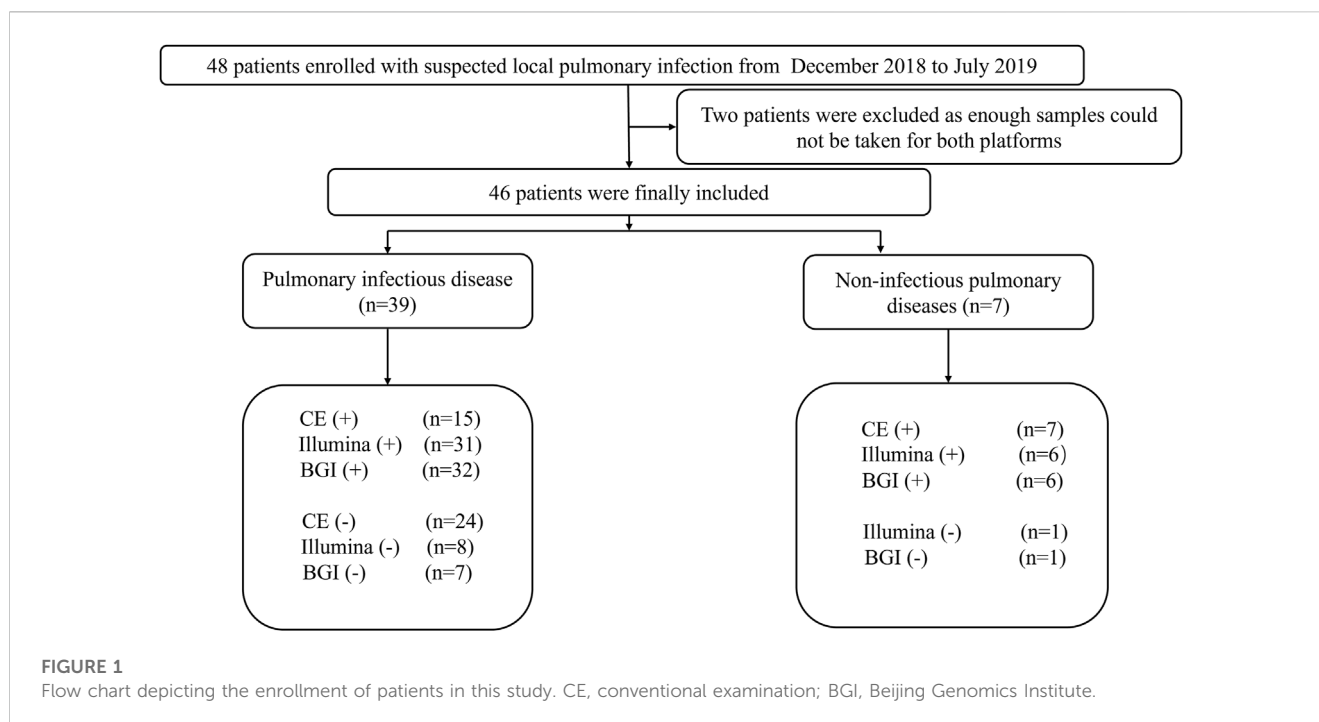 48 patients enrolled with suspected local pulmonary infection from December 2018 to July 2019
Two patients were excluded as enough samples could
not be taken for both platforms
46 patients were finally included
Pulmonary infectious disease
(n=39)
Non-infectious pulmonary
diseases (n=7)
CE (+) (n=15)
Illumina (+) (n=31)
BGI (+) (n=32)
CE (-) (n=24)
Illumina (-) (n=8)
BGI (-) (n=7)
CE (+) (n=7)
Illumina (+) (n=6)
BGI (+) (n=6)
Illumina (-) (n=1)
BGI (-) (n=1)
FIGURE 1
Flow chart depicting the enrollment of patients in this study. CE, conventional examination; BGI, Beijing Genomics Institute.